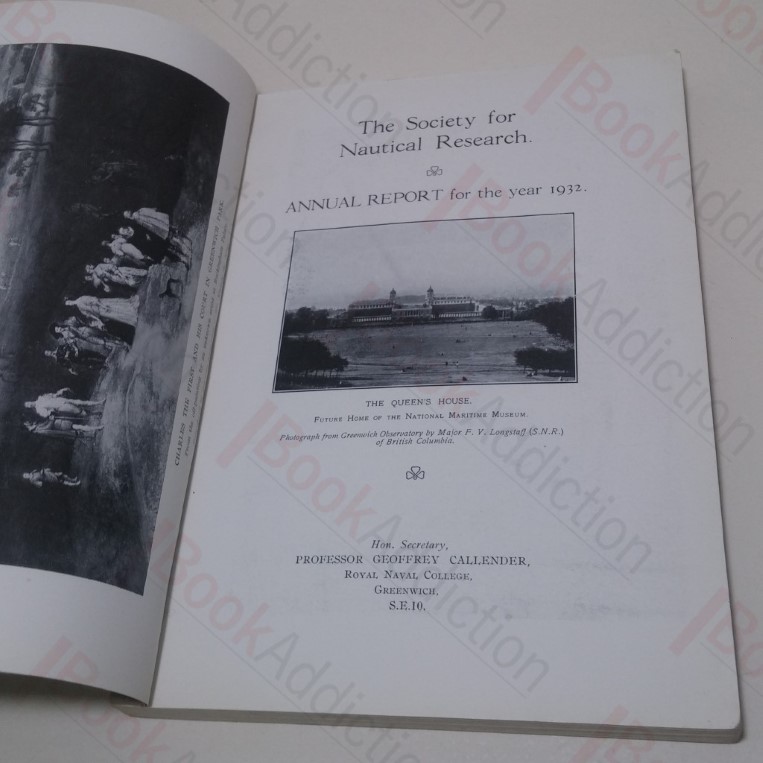 CHARLES THE FIRST AND HIS COURT IN GREENWICH PARK.
The Society for
Nautical Research.
ANNUAL REPORT for the year 1932.
THE QUEEN'S HOUSE.
FUTURE HOME OF THE NATIONAL MARITIME MUSEUM.
Photograph from Greenwich Observatory by Major F. V. Longstaff (S.N.R.)
of British Columbia.
Hon. Secretary,
PROFESSOR GEOFFREY CALLENDER,
ROYAL NAVAL COLLEGE,
GREENWICH,
S.E.10.
BookAddiction